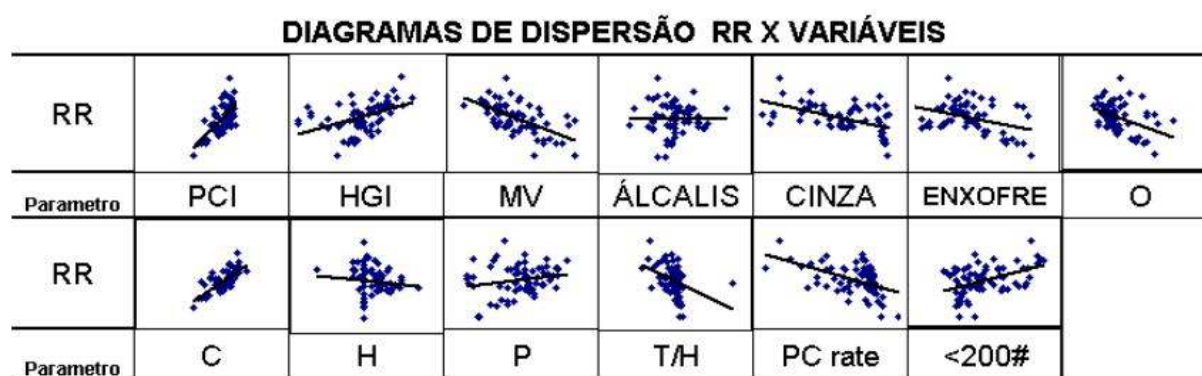 DIAGRAMAS DE DISPERSÃO RR X VARIÁVEIS
RR
Parametro PCI HGI MV ÁLCALIS CINZA ENXOFRE O
RR
Parametro C H P T/H PC rate <200#